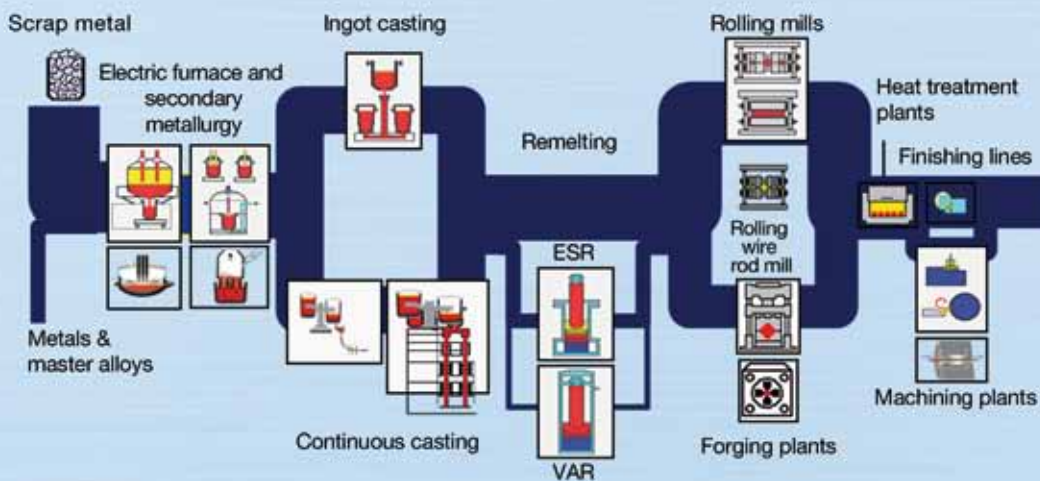 Scrap metal
Electric furnace and
secondary
metallurgy
Metals &
master alloys
Ingot casting
Continuous casting
Remelting
ESR
VAR
Rolling mills
Rolling
wire
rod mill
Forging plants
Heat treatment
plants
Finishing lines
Machining plants